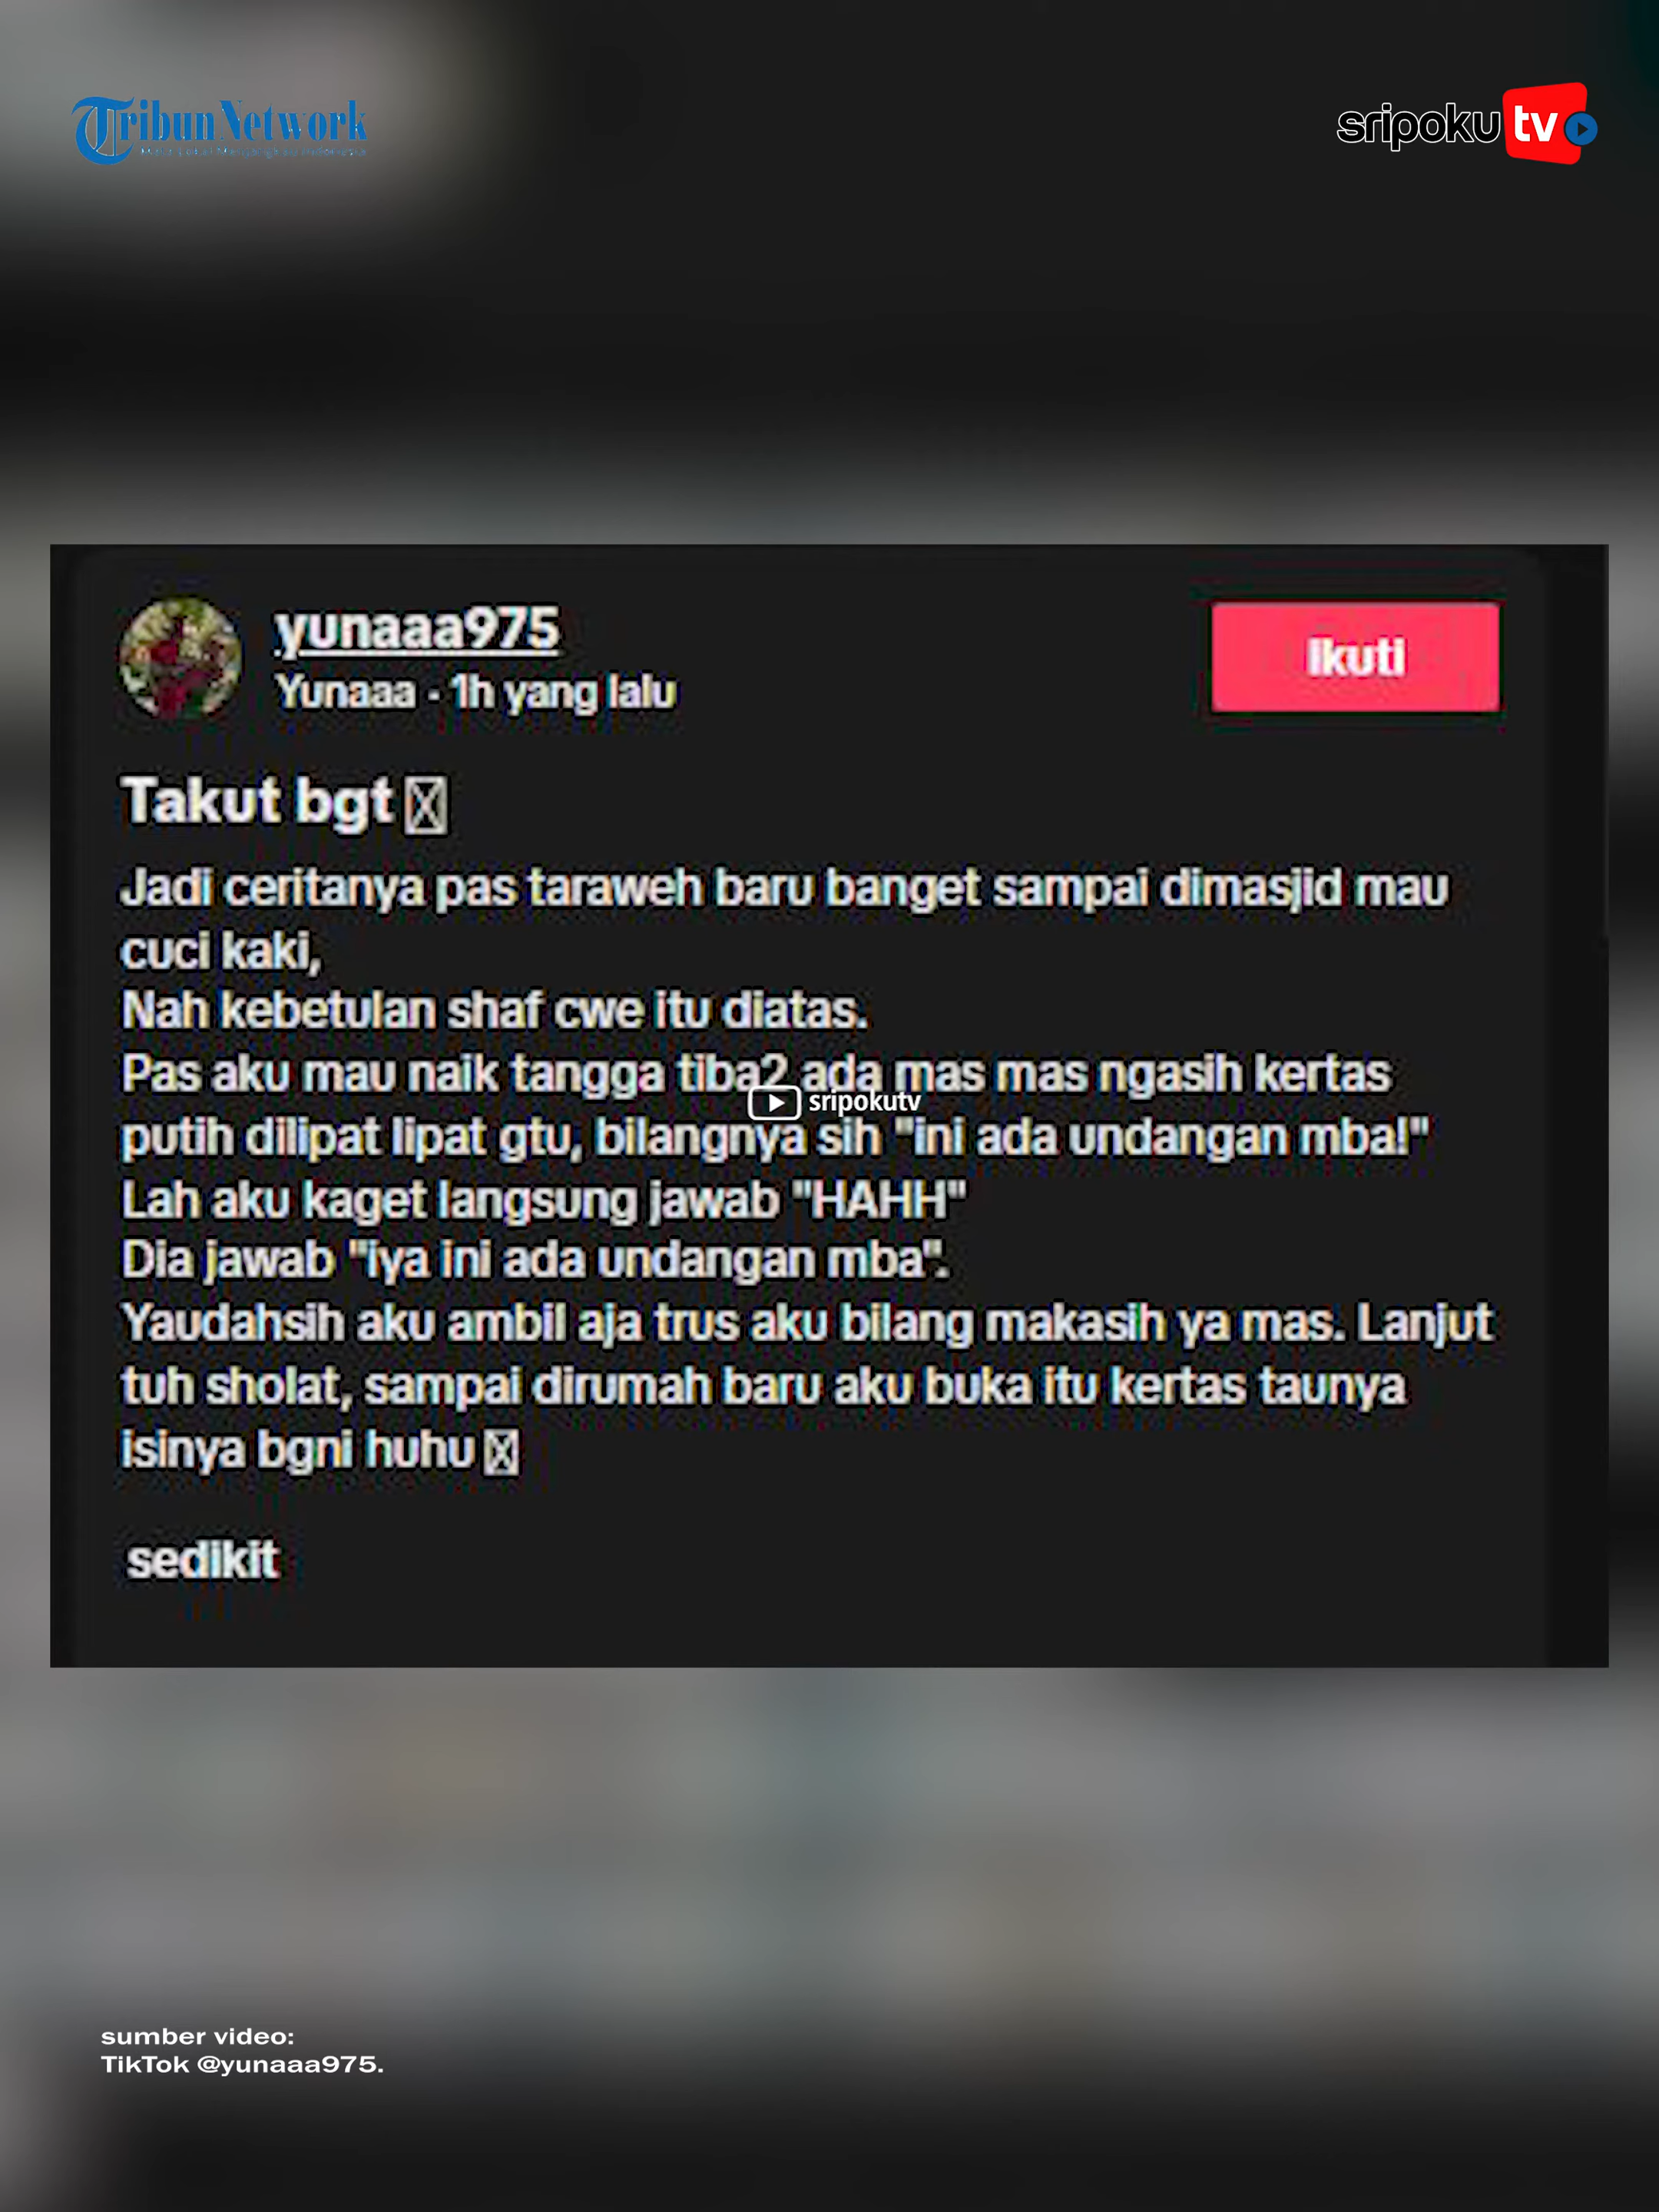 Tribun Network
sripoku tv
yunaaa975
Yunaaa · 1h yang lalu
Ikuti
Takut bgt
Jadi ceritanya pas taraweh baru banget sampai dimasjid mau
cuci kaki,
Nah kebetulan shaf cwe itu diatas.
Pas aku mau naik tangga tiba2 ada mas mas ngasih kertas
sripokutv
putih dilipat lipat gtu, bilangnya sih "ini ada undangan mba!"
Lah aku kaget langsung jawab "HAHH"
Dia jawab "iya ini ada undangan mba".
Yaudahsih aku ambil aja trus aku bilang makasih ya mas. Lanjut
tuh sholat, sampai dirumah baru aku buka itu kertas taunya
isinya bgni huhu
sedikit
sumber video:
TikTok @yunaaa975.